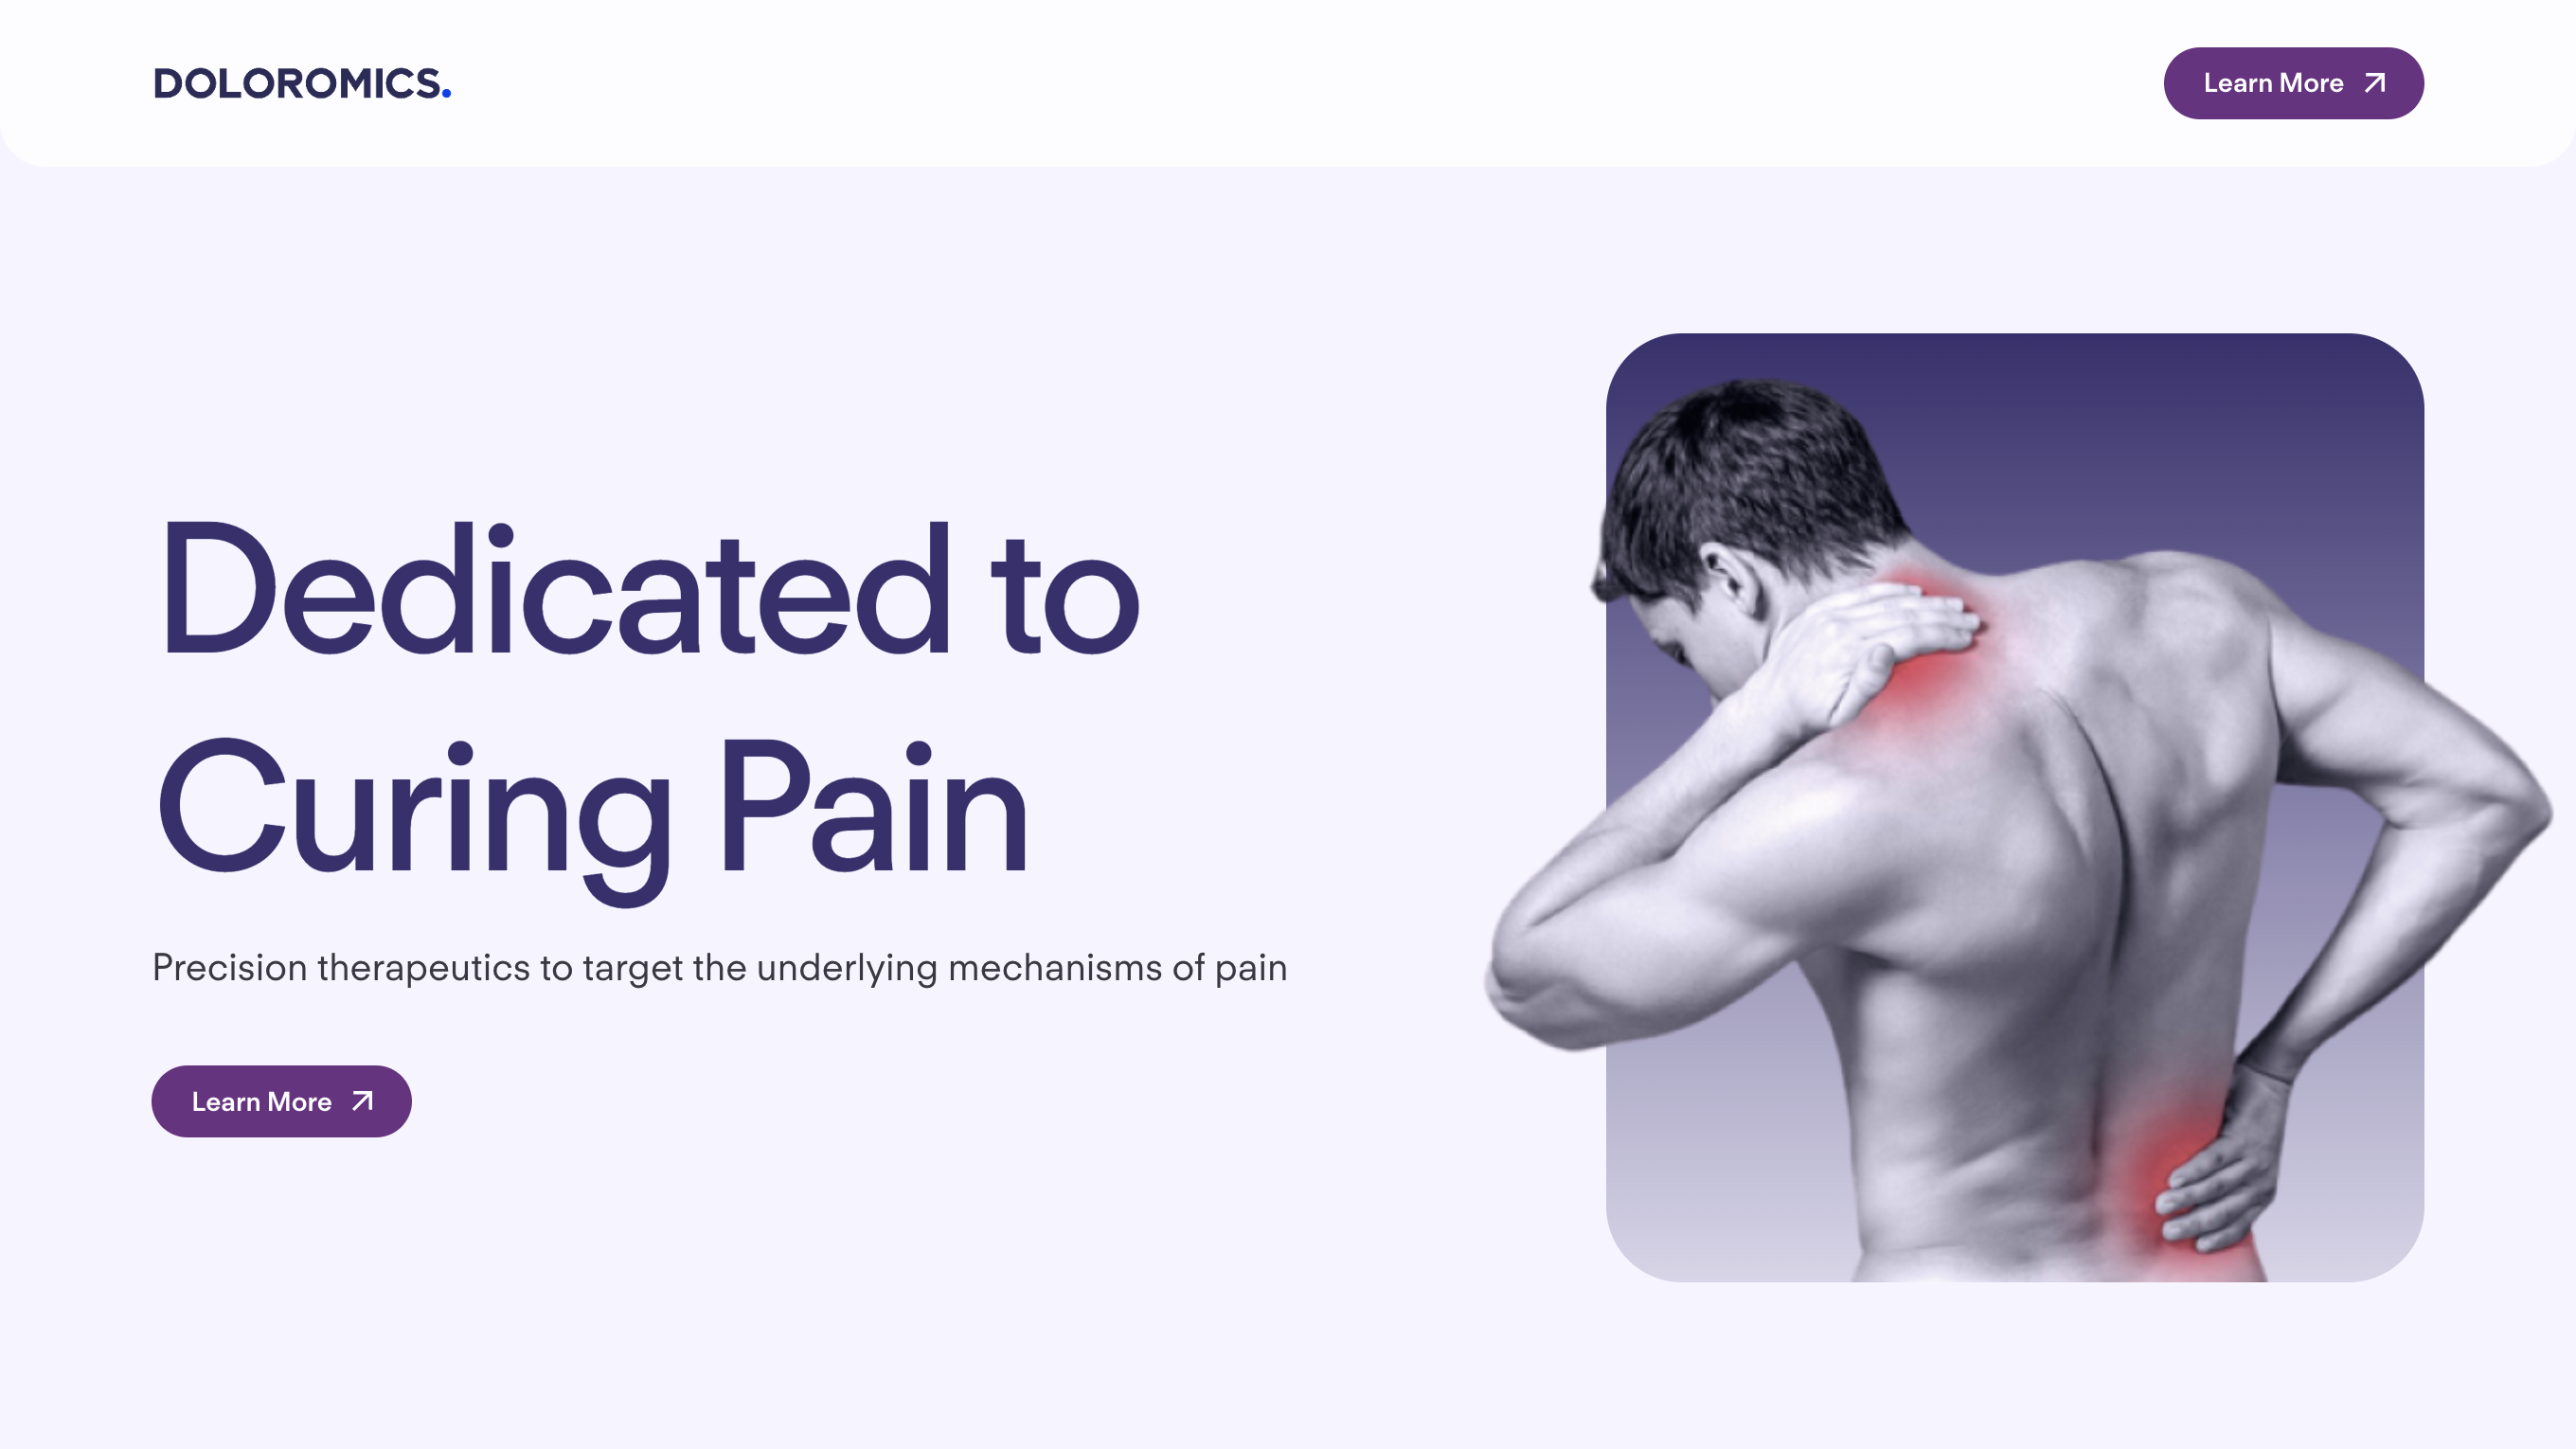 DOLOROMICS.
Learn More
Dedicated to
Curing Pain
Precision therapeutics to target the underlying mechanisms of pain
Learn More